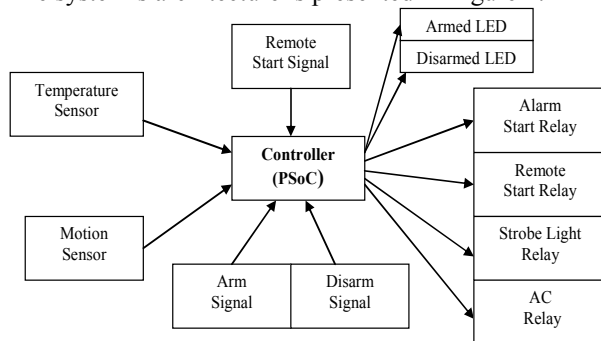 Armed LED
Disarmed LED
Remote
Start Signal
Temperature
Sensor
Alarm
Start Relay
Controller
(PSoC)
Remote
Start Relay
Motion
Sensor
Strobe Light
Relay
Arm
Signal
Disarm
Signal
AC
Relay